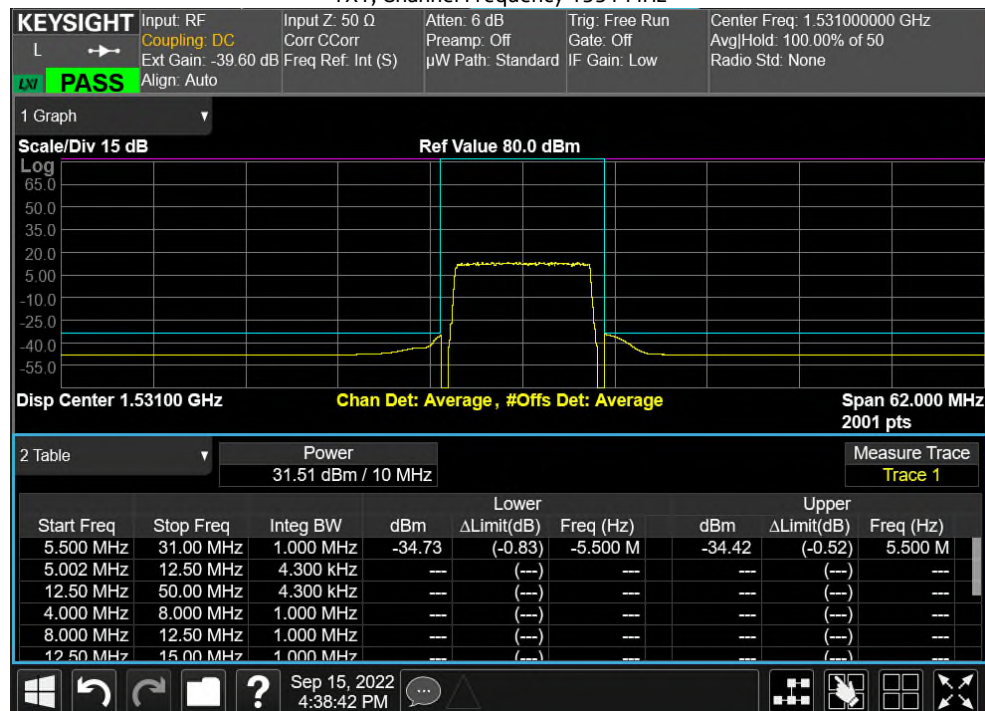 KEYSIGHT Input: RF Input Z: 50 Ω Atten: 6 dB Trig: Free Run Center Freq: 1.531000000 GHz
L Coupling: DC Corr CCorr Preamp: Off Gate: Off Avg|Hold: 100.00% of 50
Ext Gain: -39.60 dB Freq Ref: Int (S) µW Path: Standard IF Gain: Low Radio Std: None
LXI PASS Align: Auto
1 Graph
Scale/Div 15 dB Ref Value 80.0 dBm
Log
65.0
50.0
35.0
20.0
5.00
-10.0
-25.0
-40.0
-55.0
Disp Center 1.53100 GHz Chan Det: Average, #Offs Det: Average Span 62.000 MHz
2001 pts
2 Table Power Measure Trace
31.51 dBm / 10 MHz Trace 1
Lower Upper
Start Freq Stop Freq Integ BW dBm ΔLimit(dB) Freq (Hz) dBm ΔLimit(dB) Freq (Hz)
5.500 MHz 31.00 MHz 1.000 MHz -34.73 (-0.83) -5.500 M -34.42 (-0.52) 5.500 M
5.002 MHz 12.50 MHz 4.300 kHz --- (---) --- --- (---) ---
12.50 MHz 50.00 MHz 4.300 kHz --- (---) --- --- (---) ---
4.000 MHz 8.000 MHz 1.000 MHz --- (---) --- --- (---) ---
8.000 MHz 12.50 MHz 1.000 MHz --- (---) --- --- (---) ---
12.50 MHz 15.00 MHz 1.000 MHz --- (---) --- --- (---) ---
? Sep 15, 2022
4:38:42 PM